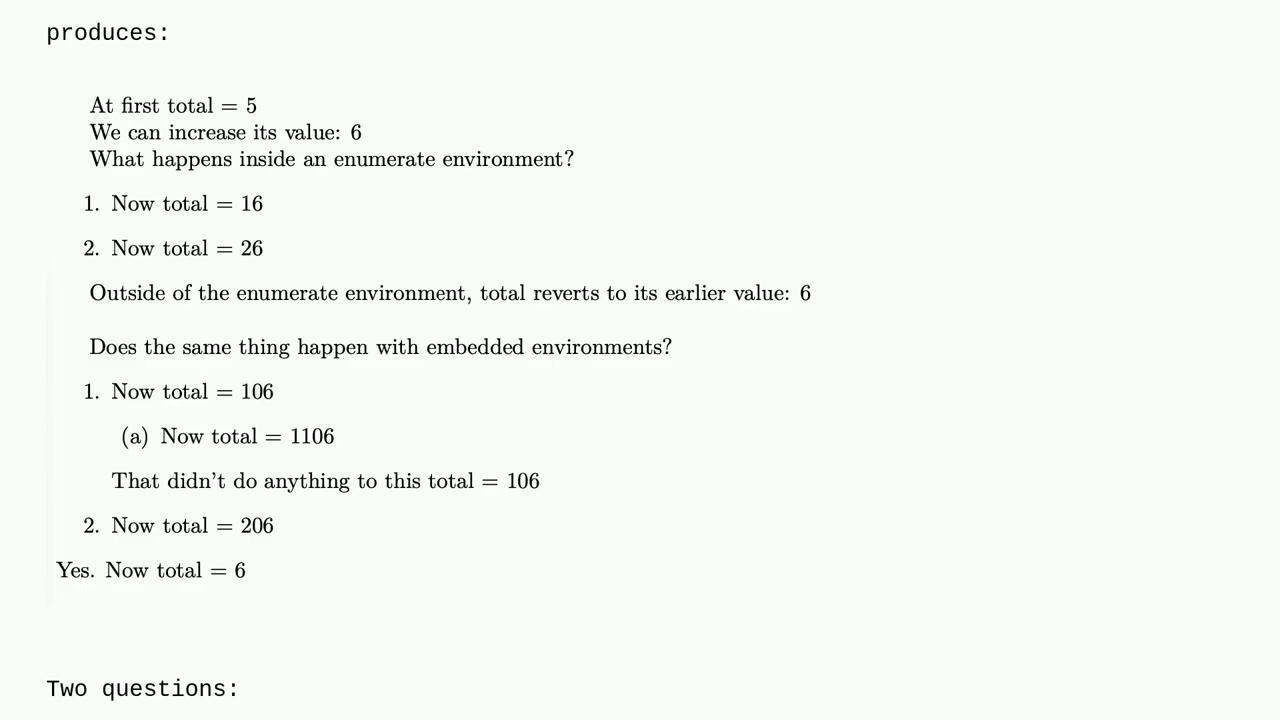 produces:
At first total = 5
We can increase its value: 6
What happens inside an enumerate environment?
1. Now total = 16
2. Now total = 26
Outside of the enumerate environment, total reverts to its earlier value: 6
Does the same thing happen with embedded environments?
1. Now total = 106
(a) Now total = 1106
That didn't do anything to this total = 106
2. Now total = 206
Yes. Now total = 6
Two questions: